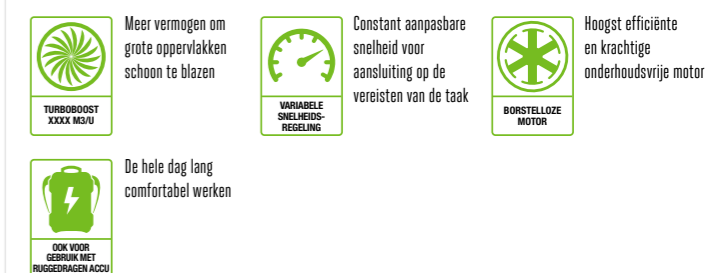 TURBOBOOST
XXXX M3/U
Meer vermogen om
grote oppervlakken
schoon te blazen
VARIABELE
SNELHEIDS-
REGELING
Constant aanpasbare
snelheid voor
aansluiting op de
vereisten van de taak
BORSTELLOZE
MOTOR
Hoogst efficiënte
en krachtige
onderhoudsvrije motor
OOK VOOR
GEBRUIK MET
RUGGEDRAGEN ACCU
De hele dag lang
comfortabel werken